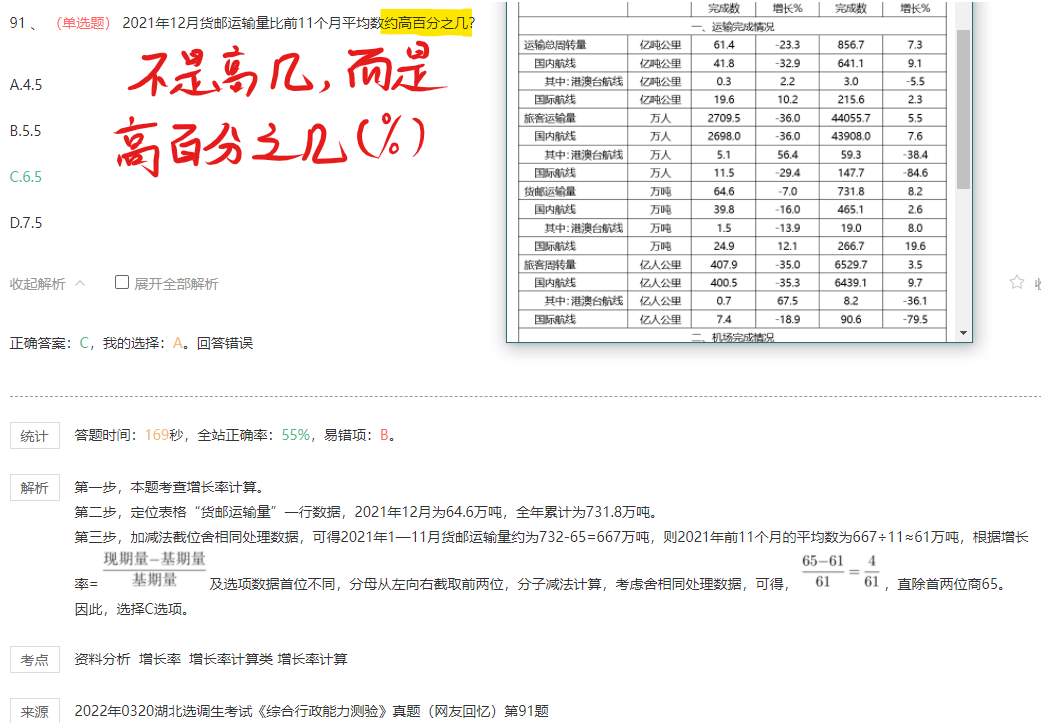 91 、 (单选题) 2021年12月货邮运输量比前11个月平均数约高百分之几?
不是高几,而是
高百分之几(%)
A.4.5
B.5.5
C.6.5
D.7.5
完成数 增长% 完成数 增长%
一、运输完成情况
运输总周转量 亿吨公里 61.4 -23.3 856.7 7.3
国内航线 亿吨公里 41.8 -32.9 641.1 9.1
其中:港澳台航线 亿吨公里 0.3 2.2 3.0 -5.5
国际航线 亿吨公里 19.6 10.2 215.6 2.3
旅客运输量 万人 2709.5 -36.0 44055.7 5.5
国内航线 万人 2698.0 -36.0 43908.0 7.6
其中:港澳台航线 万人 5.1 56.4 59.3 -38.4
国际航线 万人 11.5 -29.4 147.7 -84.6
货邮运输量 万吨 64.6 -7.0 731.8 8.2
国内航线 万吨 39.8 -16.0 465.1 2.6
其中:港澳台航线 万吨 1.5 -13.9 19.0 8.0
国际航线 万吨 24.9 12.1 266.7 19.6
旅客周转量 亿人公里 407.9 -35.0 6529.7 3.5
国内航线 亿人公里 400.5 -35.3 6439.1 9.7
其中:港澳台航线 亿人公里 0.7 67.5 8.2 -36.1
国际航线 亿人公里 7.4 -18.9 90.6 -79.5
二、机场完成情况
收起解析 展开全部解析
正确答案:C,我的选择:A。回答错误
统计 答题时间:169秒,全站正确率:55%,易错项:B。
解析 第一步,本题考查增长率计算。
第二步,定位表格“货邮运输量”一行数据,2021年12月为64.6万吨,全年累计为731.8万吨。
第三步,加减法截位舍相同处理数据,可得2021年1—11月货邮运输量约为732-65=667万吨,则2021年前11个月的平均数为667÷11≈61万吨,根据增长
率= 现期量−基期量 / 基期量 及选项数据首位不同,分母从左向右截取前两位,分子减法计算,考虑舍相同处理数据,可得, 65−61 / 61 = 4 / 61 ,直除首两位商65。
因此,选择C选项。
考点 资料分析 增长率 增长率计算类 增长率计算
来源 2022年0320湖北选调生考试《综合行政能力测验》真题(网友回忆)第91题